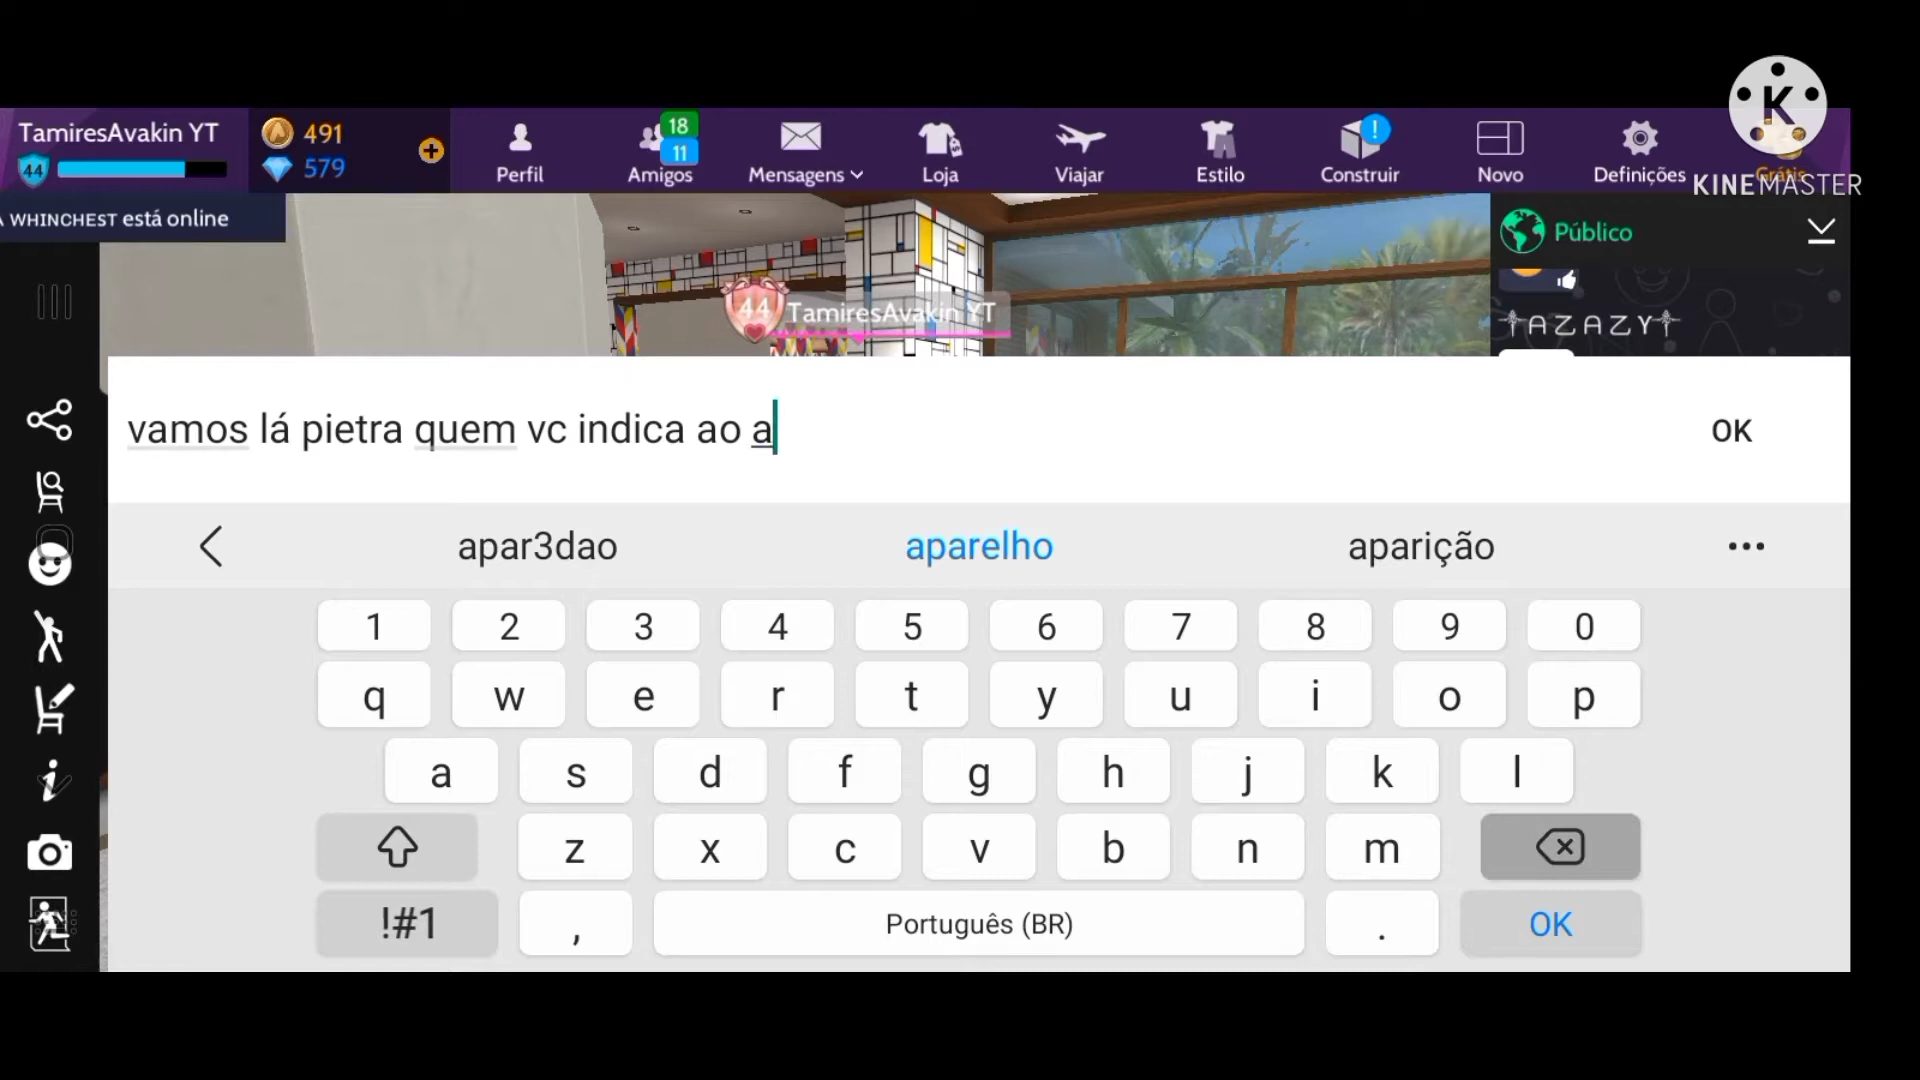 K
KINEMASTER
TamiresAvakin YT
44
491
579
Perfil
18
11
Amigos
Mensagens
Loja
Viajar
Estilo
!
Construir
Novo
Definições
Grátis
A WHINCHEST está online
Público
44 TamiresAvakin YT
AZAZY
vamos lá pietra quem vc indica ao a
OK
apar3dao aparelho aparição
1 2 3 4 5 6 7 8 9 0
q w e r t y u i o p
a s d f g h j k l
z x c v b n m
!#1 , Português (BR) . OK